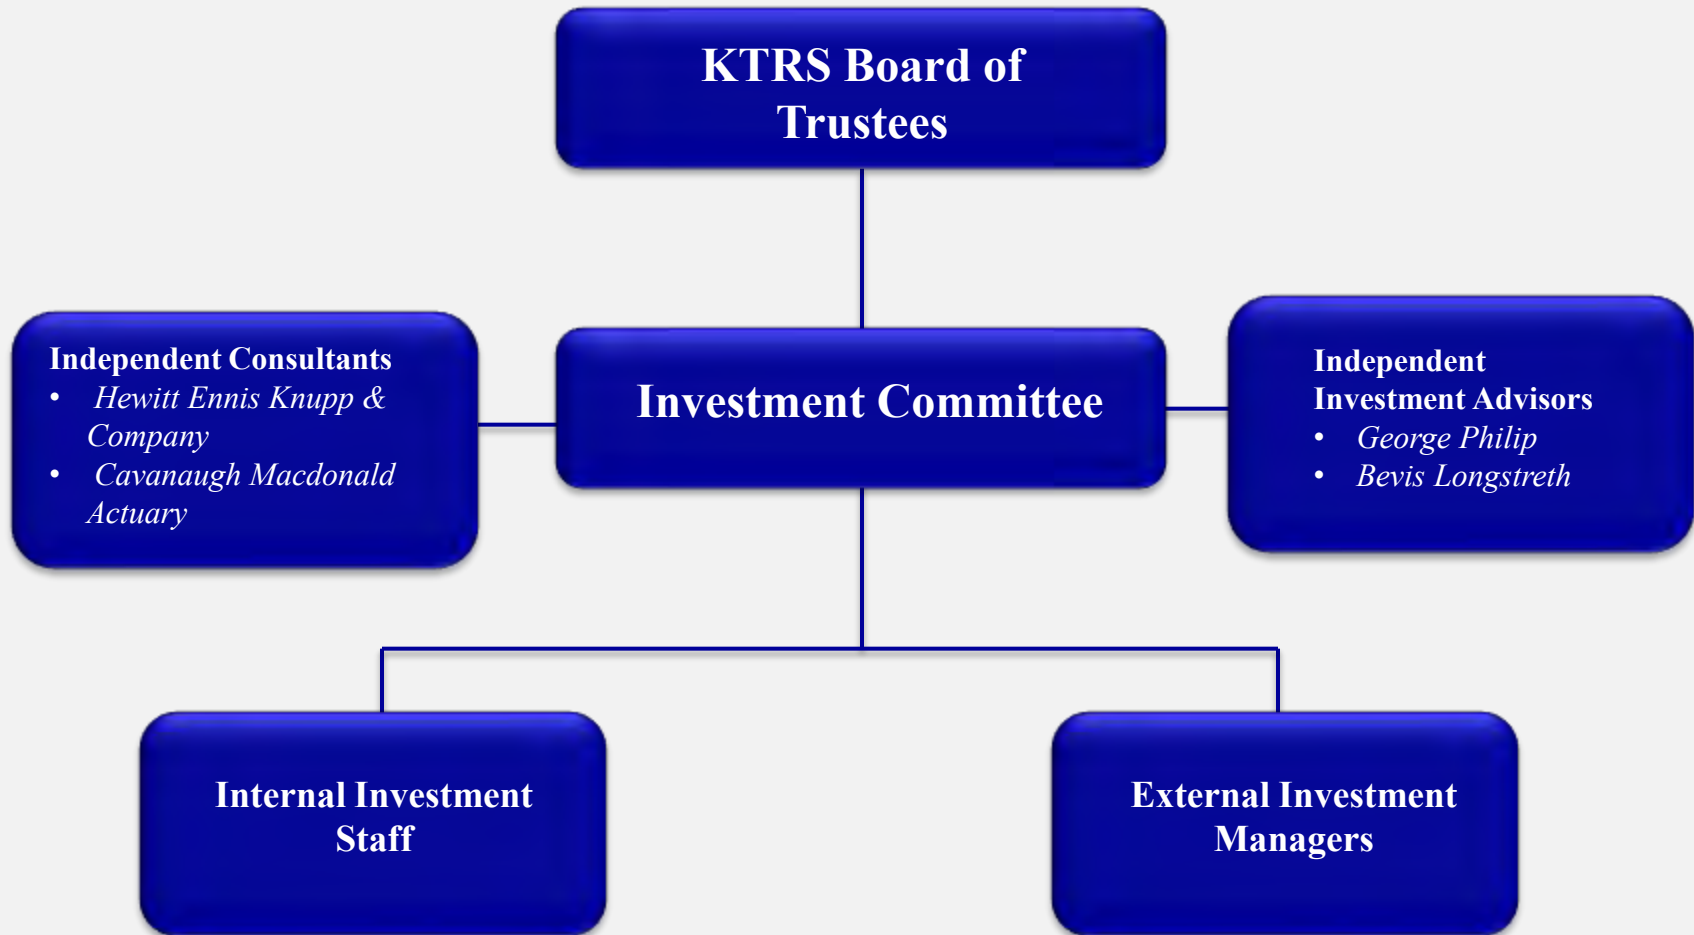 KTRS Board of
Trustees
Independent Consultants
• Hewitt Ennis Knupp &
Company
• Cavanaugh Macdonald
Actuary
Investment Committee
Independent
Investment Advisors
• George Philip
• Bevis Longstreth
Internal Investment
Staff
External Investment
Managers